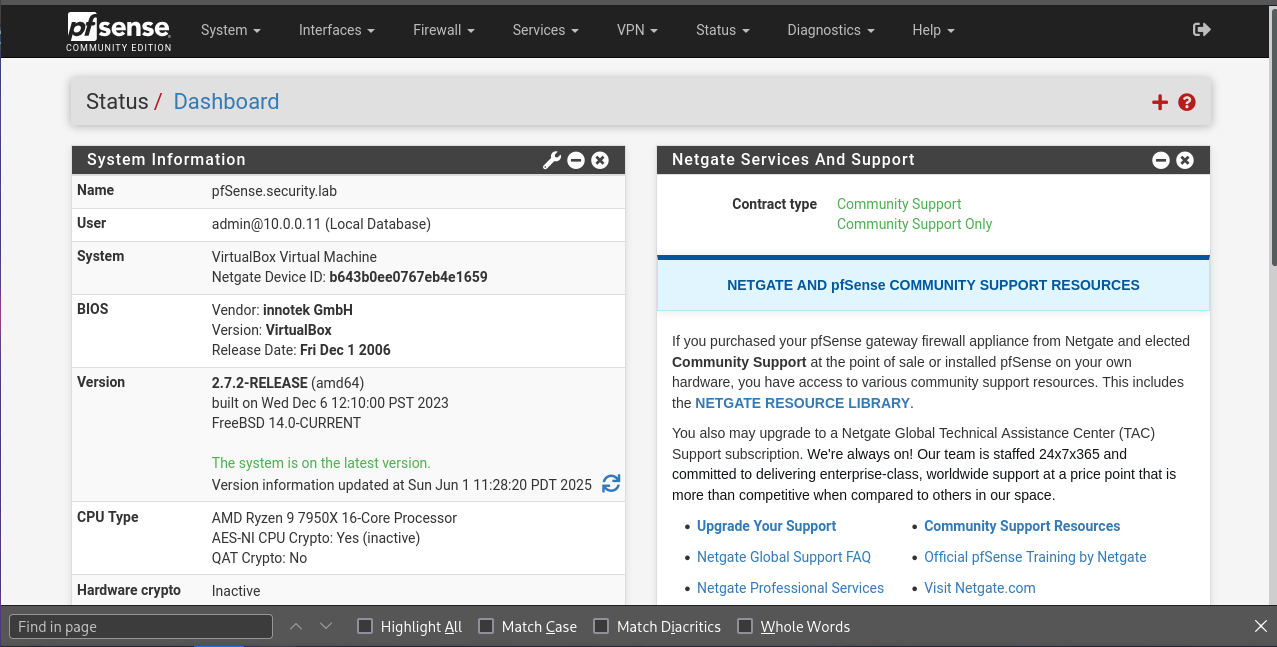 pfsense
COMMUNITY EDITION
System Interfaces Firewall Services VPN Status Diagnostics Help
Status / Dashboard
System Information
Name pfSense.security.lab
User admin@10.0.0.11 (Local Database)
System VirtualBox Virtual Machine
Netgate Device ID: b643b0ee0767eb4e1659
BIOS Vendor: innotek GmbH
Version: VirtualBox
Release Date: Fri Dec 1 2006
Version 2.7.2-RELEASE (amd64)
built on Wed Dec 6 12:10:00 PST 2023
FreeBSD 14.0-CURRENT
The system is on the latest version.
Version information updated at Sun Jun 1 11:28:20 PDT 2025
CPU Type AMD Ryzen 9 7950X 16-Core Processor
AES-NI CPU Crypto: Yes (inactive)
QAT Crypto: No
Hardware crypto Inactive
Netgate Services And Support
Contract type Community Support
Community Support Only
NETGATE AND pfSense COMMUNITY SUPPORT RESOURCES
If you purchased your pfSense gateway firewall appliance from Netgate and elected
Community Support at the point of sale or installed pfSense on your own
hardware, you have access to various community support resources. This includes
the NETGATE RESOURCE LIBRARY.
You also may upgrade to a Netgate Global Technical Assistance Center (TAC)
Support subscription. We're always on! Our team is staffed 24x7x365 and
committed to delivering enterprise-class, worldwide support at a price point that is
more than competitive when compared to others in our space.
• Upgrade Your Support • Community Support Resources
• Netgate Global Support FAQ • Official pfSense Training by Netgate
• Netgate Professional Services • Visit Netgate.com
Find in page Highlight All Match Case Match Diacritics Whole Words